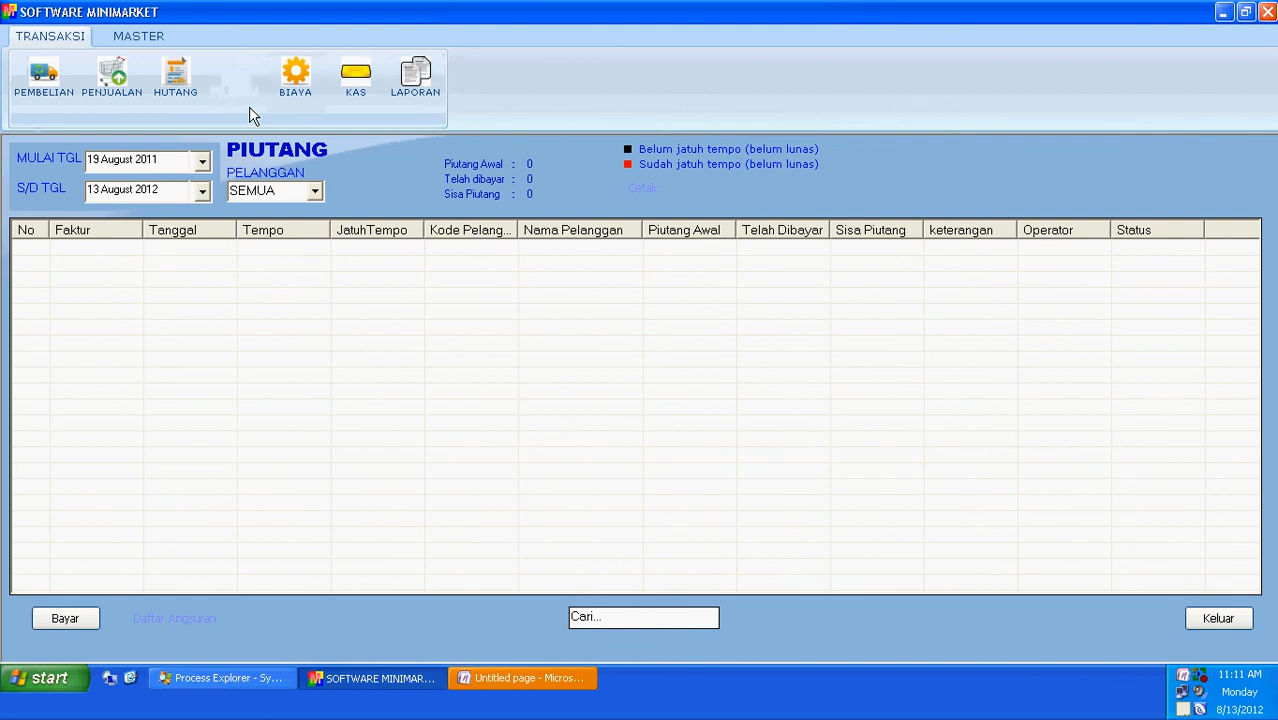 SOFTWARE MINIMARKET
TRANSAKSI MASTER
PEMBELIAN PENJUALAN HUTANG BIAYA KAS LAPORAN
MULAI TGL 19 August 2011
S/D TGL 13 August 2012
PIUTANG
PELANGGAN
SEMUA
Piutang Awal : 0
Telah dibayar : 0
Sisa Piutang : 0
Belum jatuh tempo (belum lunas)
Sudah jatuh tempo (belum lunas)
Cetak
No Faktur Tanggal Tempo JatuhTempo Kode Pelang... Nama Pelanggan Piutang Awal Telah Dibayar Sisa Piutang keterangan Operator Status
Bayar Daftar Angsuran Cari... Keluar
start Process Explorer - Sy... SOFTWARE MINIMAR... Untitled page - Micros... 11:11 AM
Monday
8/13/2012